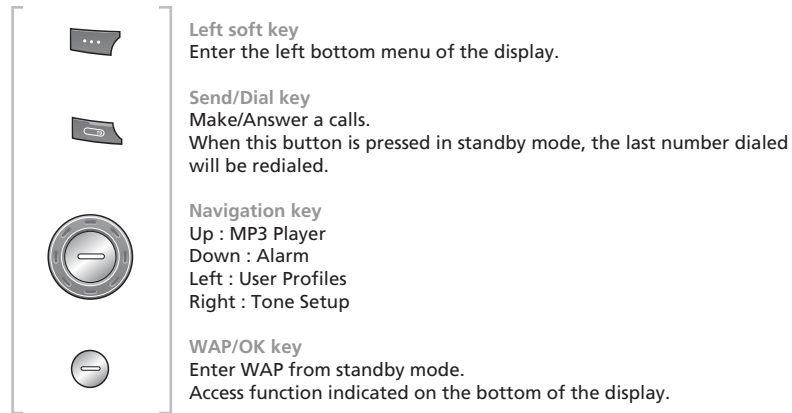 Left soft key
Enter the left bottom menu of the display.
Send/Dial key
Make/Answer a calls.
When this button is pressed in standby mode, the last number dialed
will be redialed.
Navigation key
Up : MP3 Player
Down : Alarm
Left : User Profiles
Right : Tone Setup
WAP/OK key
Enter WAP from standby mode.
Access function indicated on the bottom of the display.